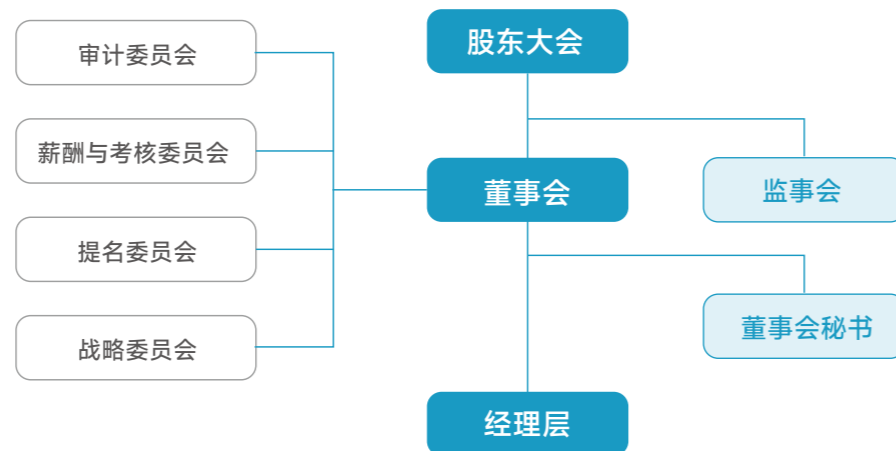 股东大会
审计委员会
薪酬与考核委员会
董事会
监事会
提名委员会
董事会秘书
战略委员会
经理层